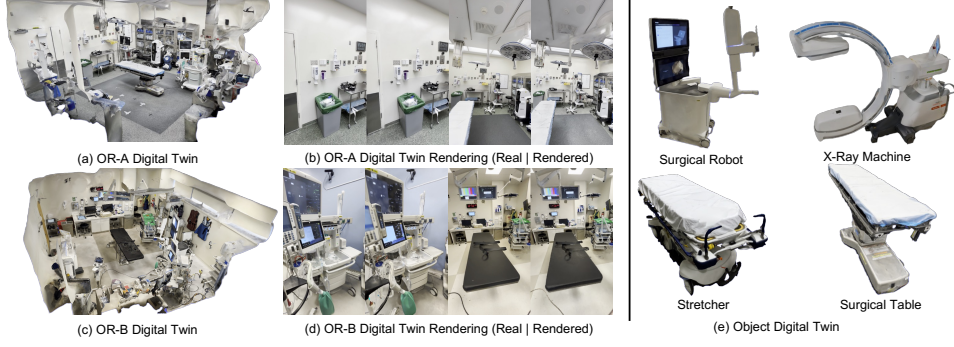 (a) OR-A Digital Twin
(b) OR-A Digital Twin Rendering (Real | Rendered)
Surgical Robot
X-Ray Machine
(c) OR-B Digital Twin
(d) OR-B Digital Twin Rendering (Real | Rendered)
Stretcher
Surgical Table
(e) Object Digital Twin